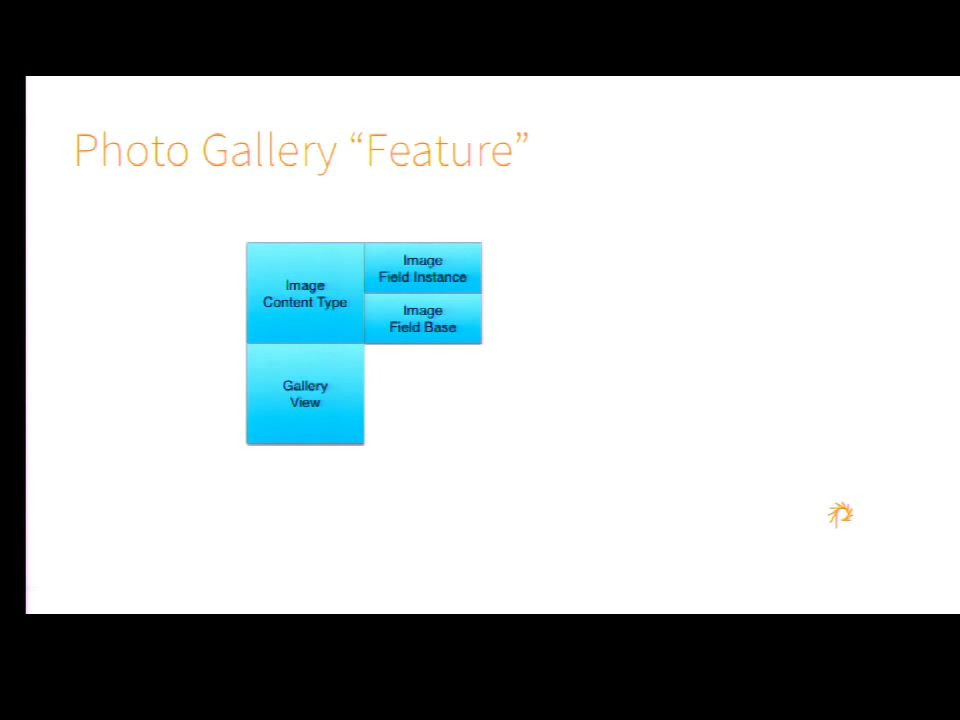 Photo Gallery “Feature”
Image
Content Type
Image
Field Instance
Image
Field Base
Gallery
View